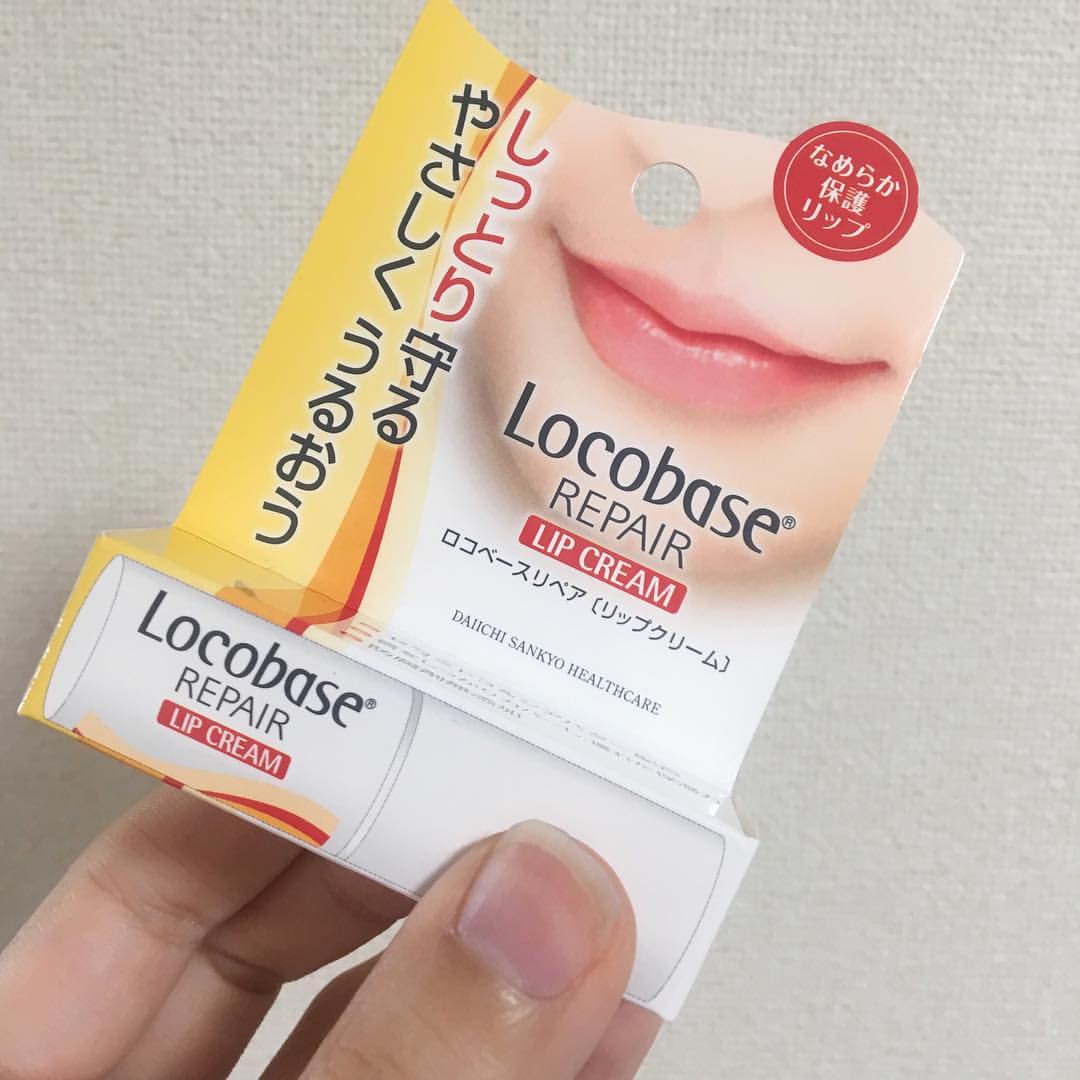 しっとり守る
やさしくうるおう
なめらか
保護
リップ
Locobase®
REPAIR
LIP CREAM
ロコベースリペア〔リップクリーム〕
DAIICHI SANKYO HEALTHCARE
Locobase®
REPAIR
LIP CREAM